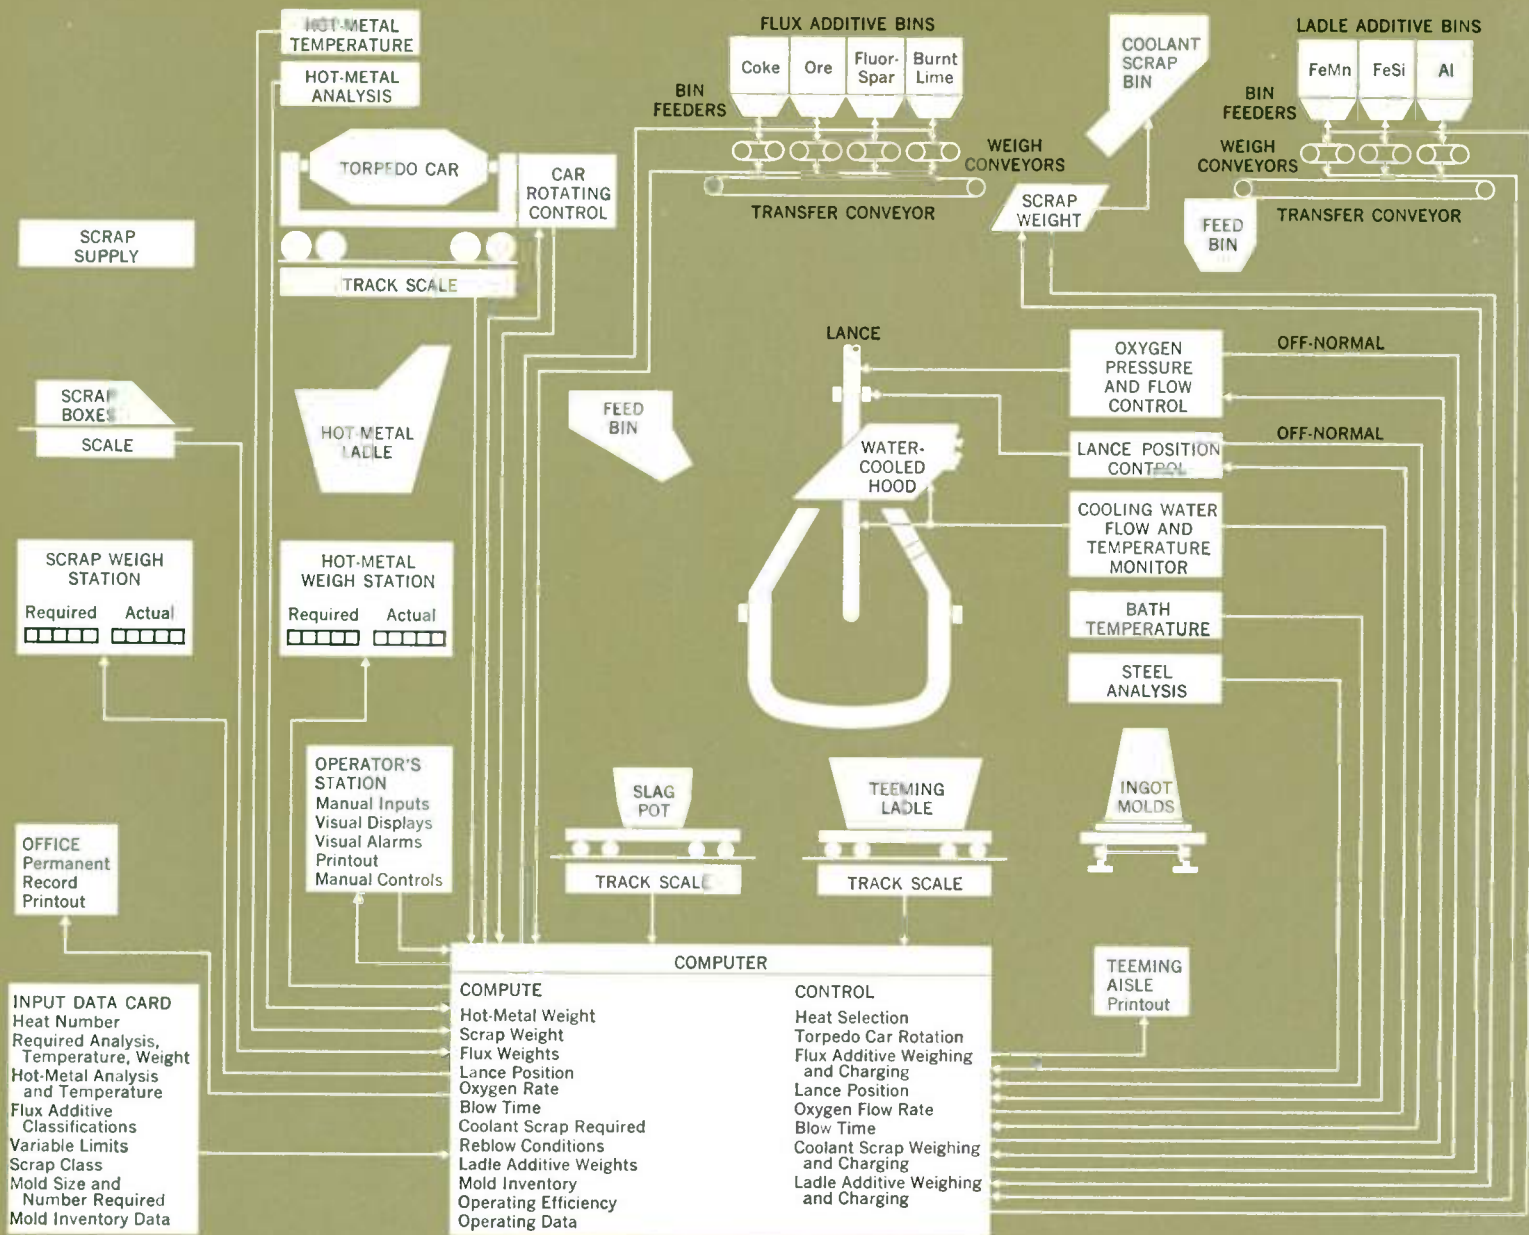 HOT-METAL
TEMPERATURE
HOT-METAL
ANALYSIS
TORPEDO CAR
CAR
ROTATING
CONTROL
TRACK SCALE
FLUX ADDITIVE BINS
Coke
Ore
Fluor-
Spar
Burnt
Lime
BIN
FEEDERS
WEIGH
CONVEYORS
TRANSFER CONVEYOR
COOLANT
SCRAP
BIN
SCRAP
WEIGHT
LADLE ADDITIVE BINS
FeMn
FeSi
Al
BIN
FEEDERS
WEIGH
CONVEYORS
TRANSFER CONVEYOR
FEED
BIN
SCRAP
SUPPLY
SCRAP
BOXES
SCALE
HOT-METAL
LADLE
FEED
BIN
LANCE
WATER-
COOLED
HOOD
OXYGEN
PRESSURE
AND FLOW
CONTROL
OFF-NORMAL
LANCE POSITION
CONTROL
OFF-NORMAL
COOLING WATER
FLOW AND
TEMPERATURE
MONITOR
BATH
TEMPERATURE
STEEL
ANALYSIS
SCRAP WEIGH
STATION
Required Actual
HOT-METAL
WEIGH STATION
Required Actual
OPERATOR'S
STATION
Manual Inputs
Visual Displays
Visual Alarms
Printout
Manual Controls
SLAG
POT
TRACK SCALE
TEEMING
LADLE
TRACK SCALE
INGOT
MOLDS
OFFICE
Permanent
Record
Printout
TEEMING
AISLE
Printout
INPUT DATA CARD
Heat Number
Required Analysis,
Temperature, Weight
Hot-Metal Analysis
and Temperature
Flux Additive
Classifications
Variable Limits
Scrap Class
Mold Size and
Number Required
Mold Inventory Data
COMPUTER
COMPUTE
Hot-Metal Weight
Scrap Weight
Flux Weights
Lance Position
Oxygen Rate
Blow Time
Coolant Scrap Required
Reblow Conditions
Ladle Additive Weights
Mold Inventory
Operating Efficiency
Operating Data
CONTROL
Heat Selection
Torpedo Car Rotation
Flux Additive Weighing
and Charging
Lance Position
Oxygen Flow Rate
Blow Time
Coolant Scrap Weighing
and Charging
Ladle Additive Weighing
and Charging